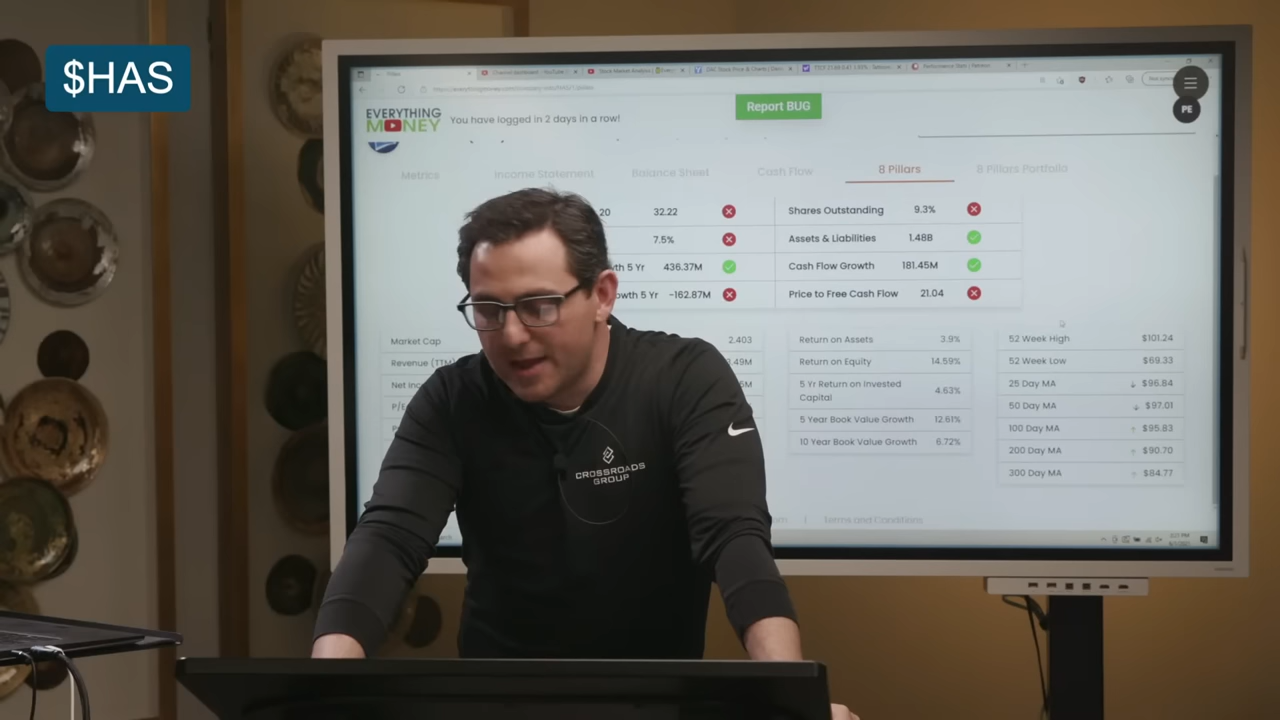 $HAS
EVERYTHING
MONEY
You have logged in 2 days in a row!
Report BUG
PE
Metrics
Income Statement
Balance Sheet
Cash Flow
8 Pillars
8 Pillars Portfolio
20 32.22
7.5%
5 Yr 436.37M
5 Yr -162.87M
Shares Outstanding 9.3%
Assets & Liabilities 1.48B
Cash Flow Growth 181.45M
Price to Free Cash Flow 21.04
Market Cap 2.403
Revenue (TTM)
Return on Assets 3.9%
Return on Equity 14.59%
5 Yr Return on Invested
Capital 4.63%
5 Year Book Value Growth 12.61%
10 Year Book Value Growth 6.72%
52 Week High $101.24
52 Week Low $69.33
25 Day MA $96.84
50 Day MA $97.01
100 Day MA $95.83
200 Day MA $90.70
300 Day MA $84.77
Terms and Conditions
CROSSROADS
GROUP